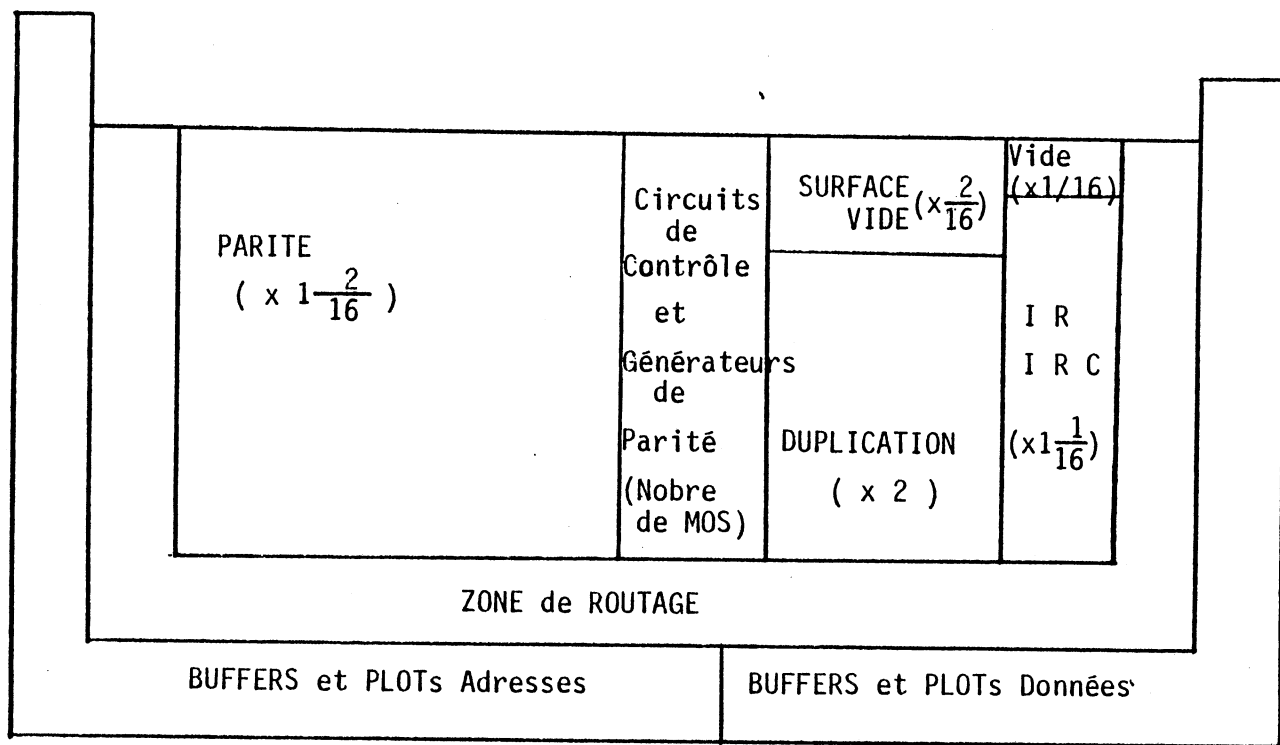 PARITE
( x 1 2/16 )
Circuits
de
Contrôle
et
Générateurs
de
Parité
(Nobre
de MOS)
SURFACE
VIDE (x 2/16)
DUPLICATION
( x 2 )
Vide
(x1/16)
I R
I R C
(x1 1/16)
ZONE de ROUTAGE
BUFFERS et PLOTs Adresses
BUFFERS et PLOTs Données